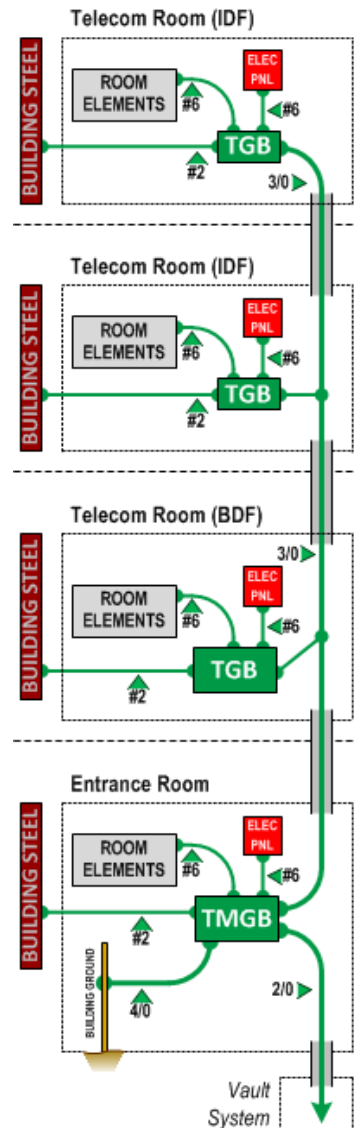 Telecom Room (IDF)
BUILDING STEEL
ROOM
ELEMENTS
ELEC
PNL
#6
#6
TGB
#2
3/0
Telecom Room (IDF)
BUILDING STEEL
ROOM
ELEMENTS
ELEC
PNL
#6
#6
TGB
#2
Telecom Room (BDF)
3/0
BUILDING STEEL
ROOM
ELEMENTS
ELEC
PNL
#6
#6
TGB
#2
Entrance Room
BUILDING STEEL
ROOM
ELEMENTS
ELEC
PNL
#6
#6
TMGB
#2
BUILDING GROUND
4/0
2/0
Vault
System